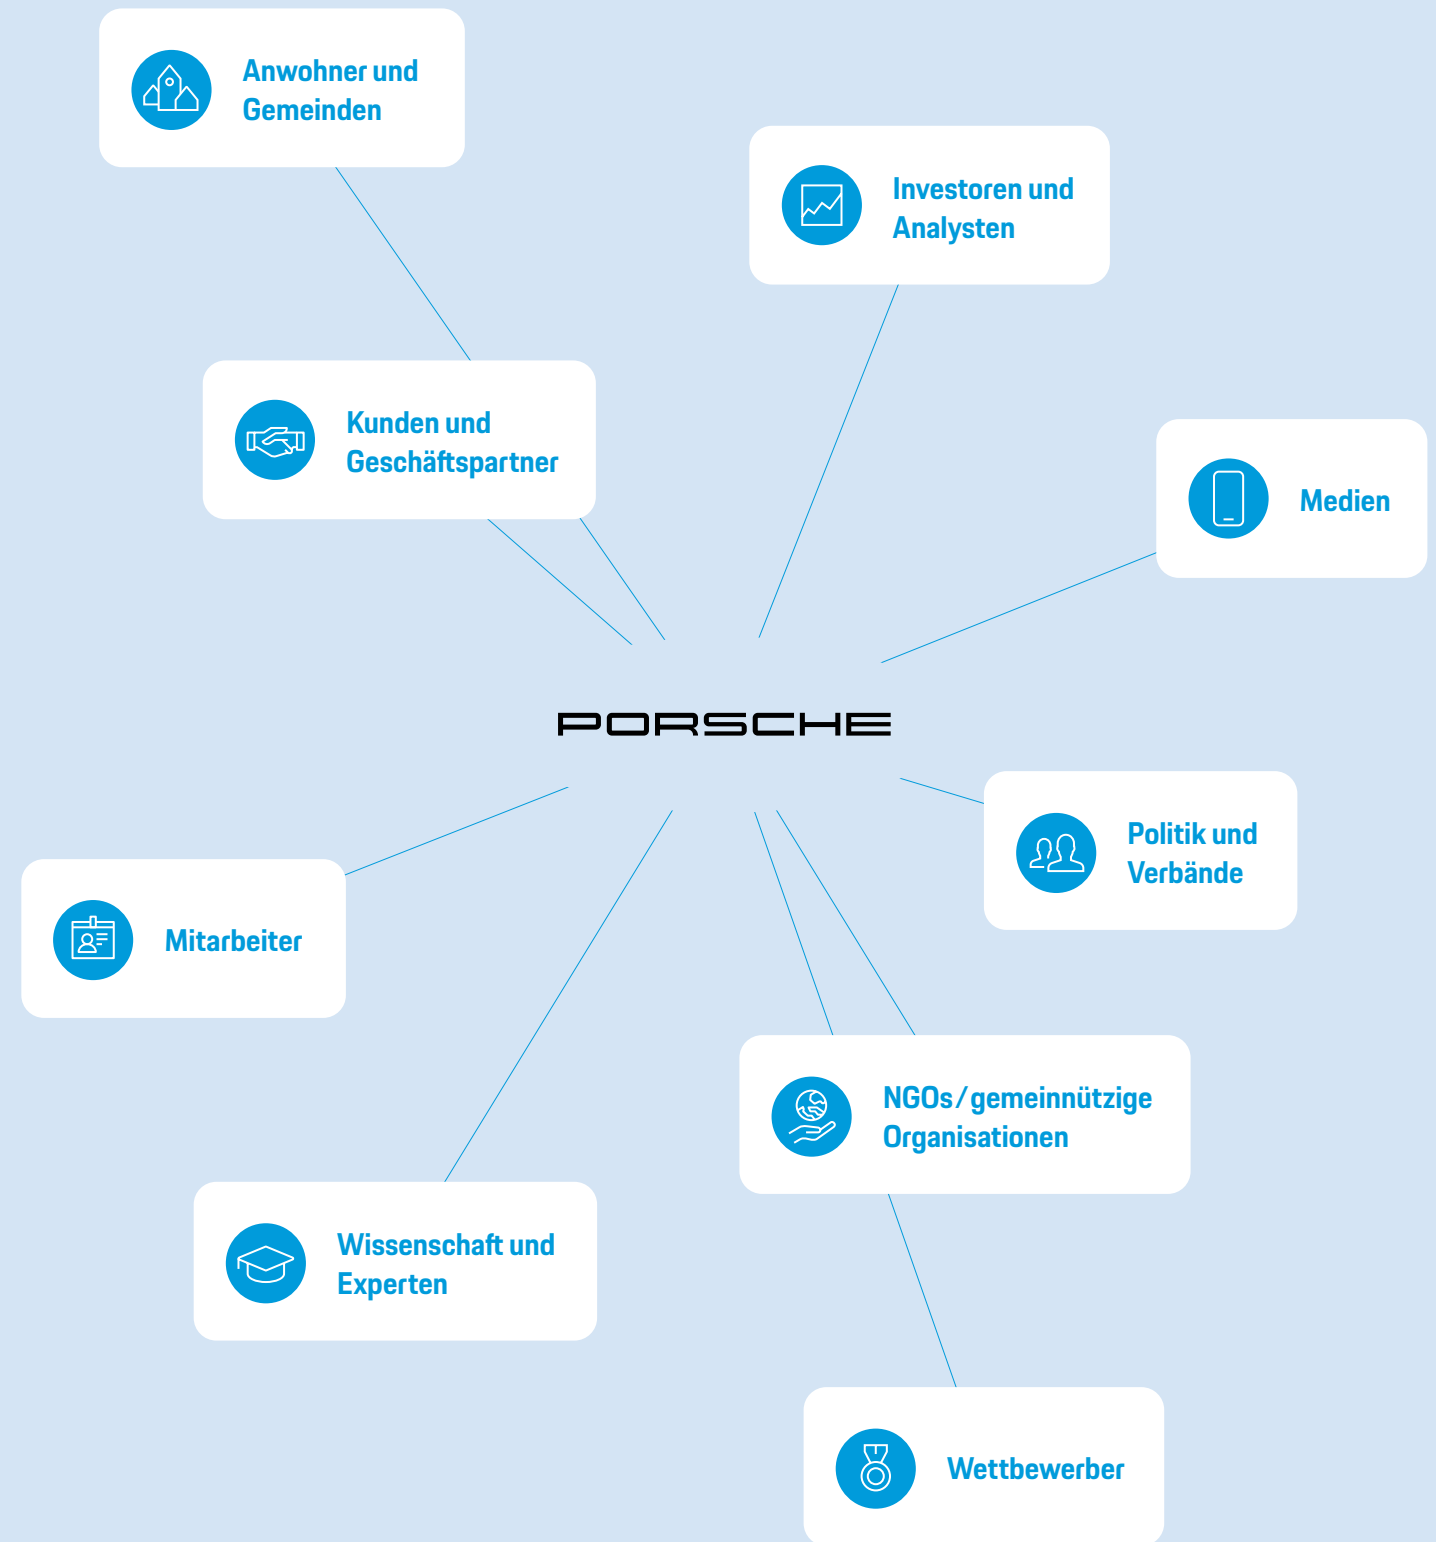 Anwohner und
Gemeinden
Investoren und
Analysten
Kunden und
Geschäftspartner
Medien
PORSCHE
Politik und
Verbände
Mitarbeiter
NGOs/gemeinnützige
Organisationen
Wissenschaft und
Experten
Wettbewerber